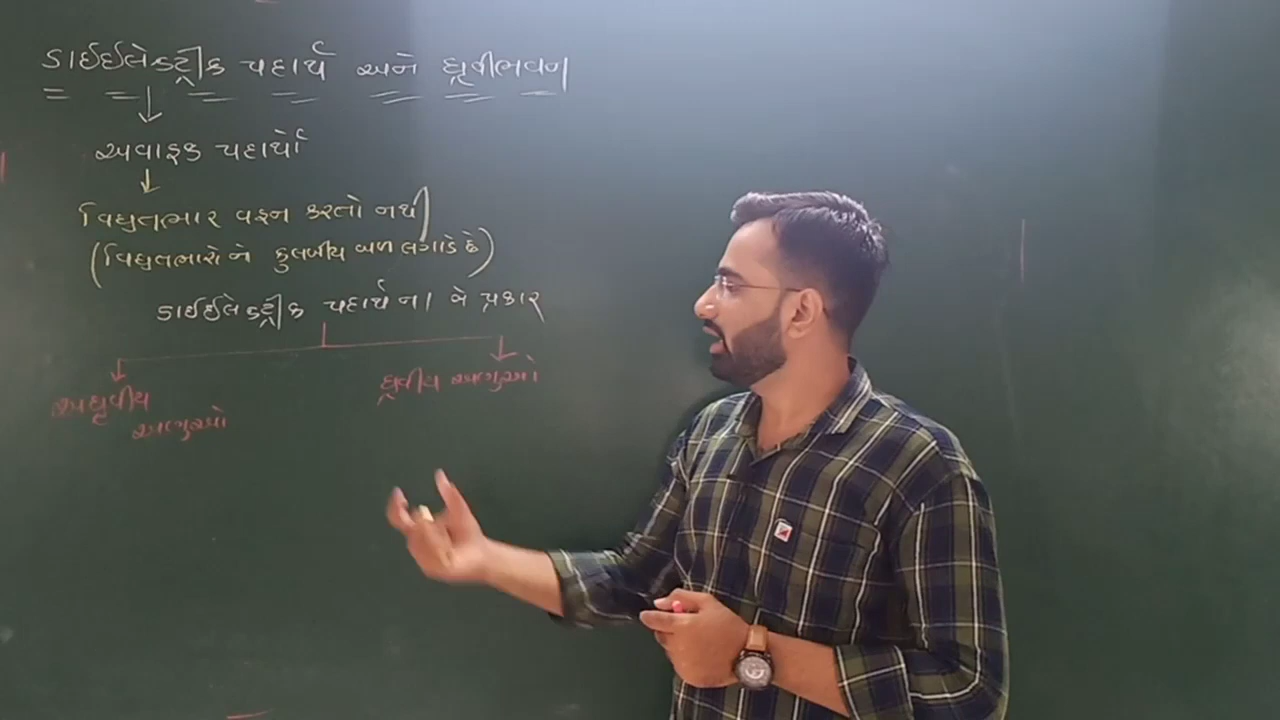 ડાઈઈલેક્ટ્રીક પદાર્થ અને ધ્રૂવીભવન
અવાહક પદાર્થો
વિદ્યુતભાર વહન કરતો નથી
(વિદ્યુતભારોને કુલંબીય બળ લગાડે છે)
ડાઈઈલેક્ટ્રીક પદાર્થના બે પ્રકાર
અધ્રૂવીય અણુઓ
ધ્રૂવીય અણુઓ